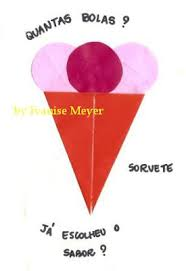 QUANTAS BOLAS ?
by Ivanise Meyer
SORVETE
JÁ ESCOLHEU O
SABOR ?